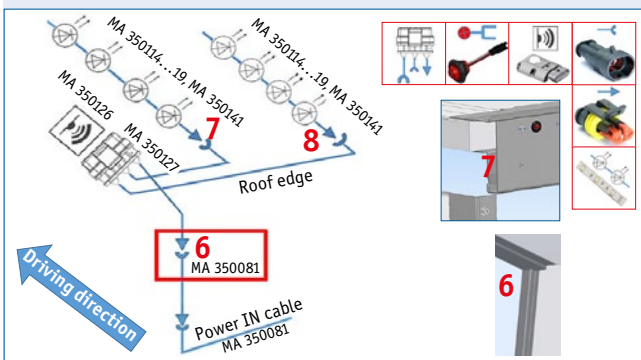 MA 350114...19, MA 350141
MA 350114...19, MA 350141
MA 350126
MA 350127
7
8
Roof edge
6
MA 350081
Driving direction
Power IN cable
MA 350081
7
6